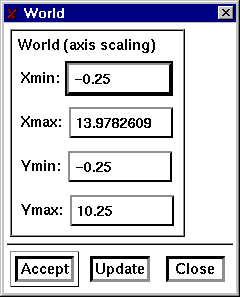 World
World (axis scaling)
Xmin: -0.25
Xmax: 13.9782609
Ymin: -0.25
Ymax: 10.25
Accept Update Close